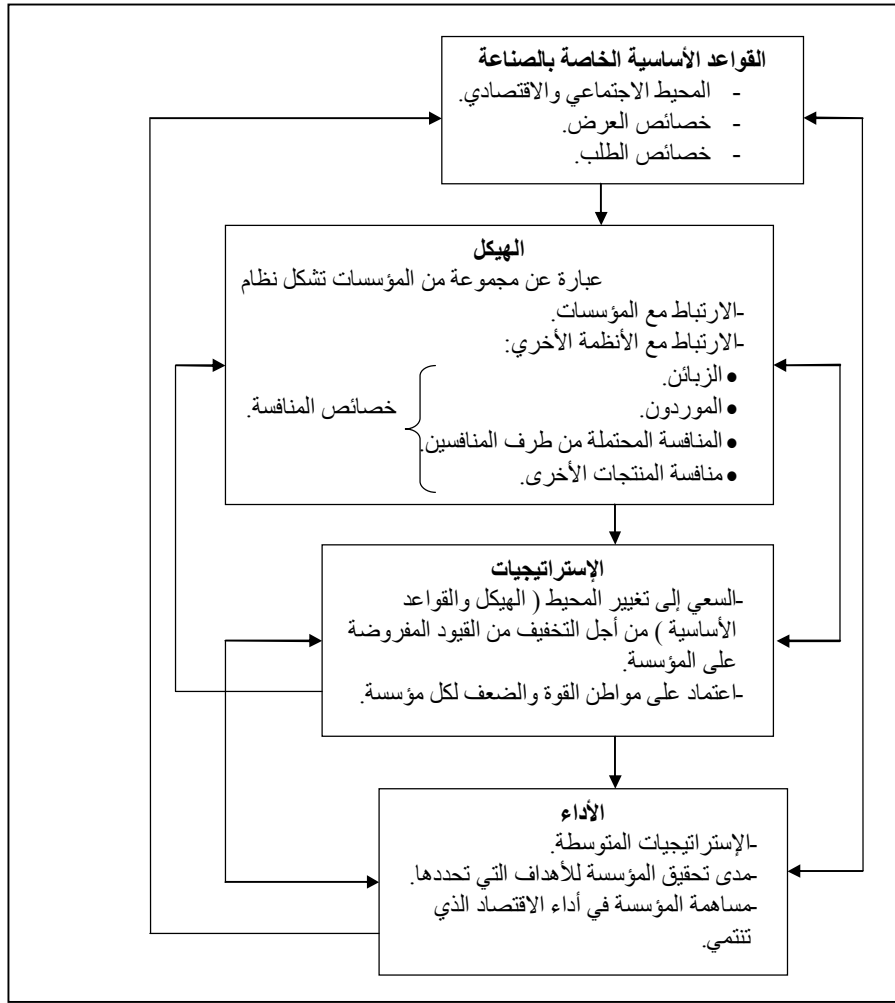 القواعد الأساسية الخاصة بالصناعة
- المحيط الاجتماعي والاقتصادي.
- خصائص العرض.
- خصائص الطلب.
الهيكل
عبارة عن مجموعة من المؤسسات تشكل نظام
-الارتباط مع المؤسسات.
-الارتباط مع الأنظمة الأخري:
• الزبائن.
• الموردون.
خصائص المنافسة.
• المنافسة المحتملة من طرف المنافسين.
• منافسة المنتجات الأخرى.
الإستراتيجيات
-السعي إلى تغيير المحيط ( الهيكل والقواعد
الأساسية ) من أجل التخفيف من القيود المفروضة
على المؤسسة.
-اعتماد على مواطن القوة والضعف لكل مؤسسة.
الأداء
-الإستراتيجيات المتوسطة.
-مدى تحقيق المؤسسة للأهداف التي تحددها.
-مساهمة المؤسسة في أداء الاقتصاد الذي
تنتمي.